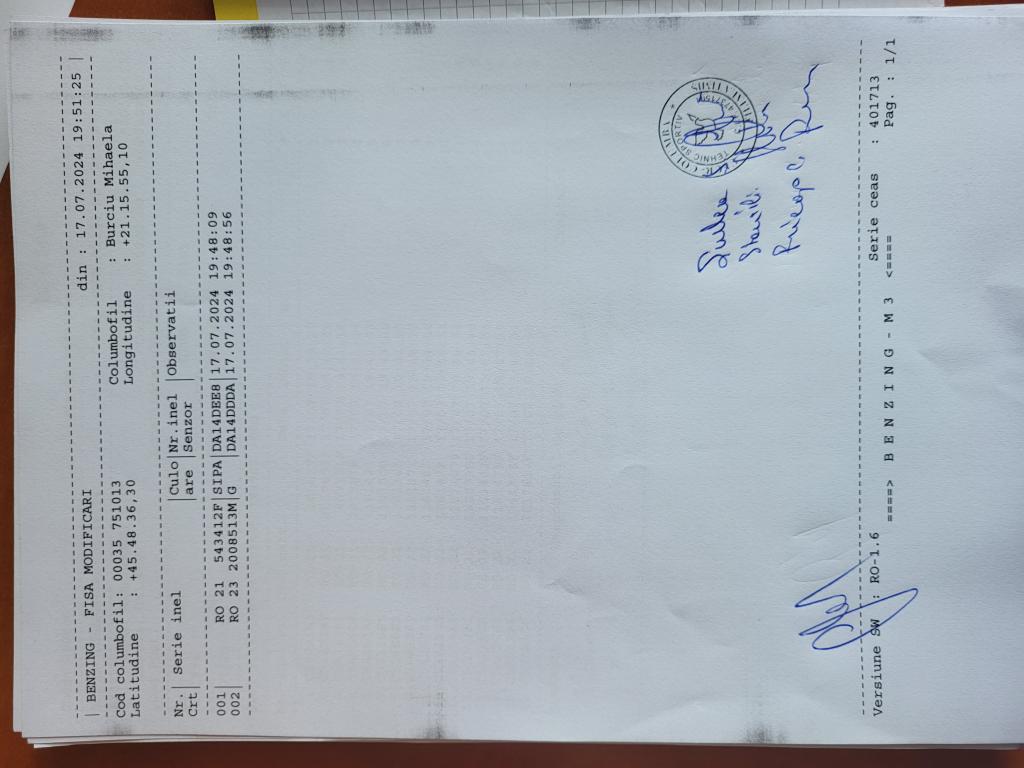 | BENZING - FISA MODIFICARI din : 17.07.2024 19:51:25 |
Cod columbofil: 00035 751013 Columbofil : Burciu Mihaela
Latitudine : +45.48.36,30 Longitudine : +21.15.55,10
Nr.| Serie inel |Culo|Nr.inel |Observatii
Crt| |are |Senzor |
001| RO 21 543412F|SIPA|DA14DEE8|17.07.2024 19:48:09
002| RO 23 2008513M|G |DA14DDDA|17.07.2024 19:48:56
COLUMBA
TEHNIC SPORTIV
Versiune SW : RO-1.6 Serie ceas : 401713
====> B E N Z I N G - M 3 <==== Pag. : 1/1